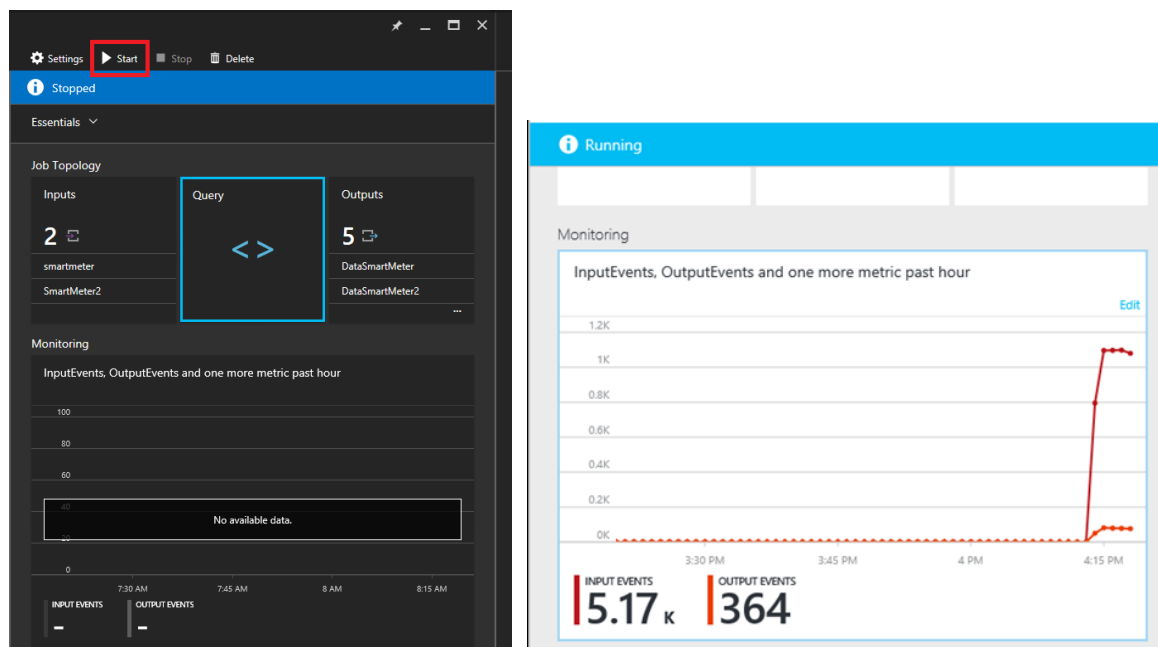 Settings Start Stop Delete
Stopped
Essentials
Job Topology
Inputs Query Outputs
2 < > 5
smartmeter DataSmartMeter
SmartMeter2 DataSmartMeter2
...
Monitoring
InputEvents, OutputEvents and one more metric past hour
100
80
60
40
No available data.
20
0
7:30 AM 7:45 AM 8 AM 8:15 AM
INPUT EVENTS OUTPUT EVENTS
- -
Running
Monitoring
InputEvents, OutputEvents and one more metric past hour
Edit
1.2K
1K
0.8K
0.6K
0.4K
0.2K
0K
3:30 PM 3:45 PM 4 PM 4:15 PM
INPUT EVENTS OUTPUT EVENTS
5.17 K 364